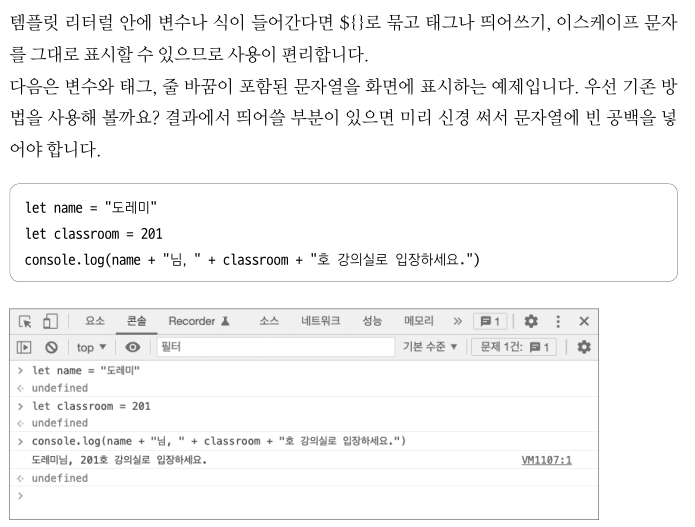 템플릿 리터럴 안에 변수나 식이 들어간다면 ${}로 묶고 태그나 띄어쓰기, 이스케이프 문자
를 그대로 표시할 수 있으므로 사용이 편리합니다.
다음은 변수와 태그, 줄 바꿈이 포함된 문자열을 화면에 표시하는 예제입니다. 우선 기존 방
법을 사용해 볼까요? 결과에서 띄어쓸 부분이 있으면 미리 신경 써서 문자열에 빈 공백을 넣
어야 합니다.
let name = "도레미"
let classroom = 201
console.log(name + "님, " + classroom + "호 강의실로 입장하세요.")
요소 콘솔 Recorder 소스 네트워크 성능 메모리 » 1
top ▼ 필터 기본 수준 ▼ 문제 1건: 1
> let name = "도레미"
<· undefined
> let classroom = 201
<· undefined
> console.log(name + "님, " + classroom + "호 강의실로 입장하세요.")
도레미님, 201호 강의실로 입장하세요. VM1107:1
<· undefined
>